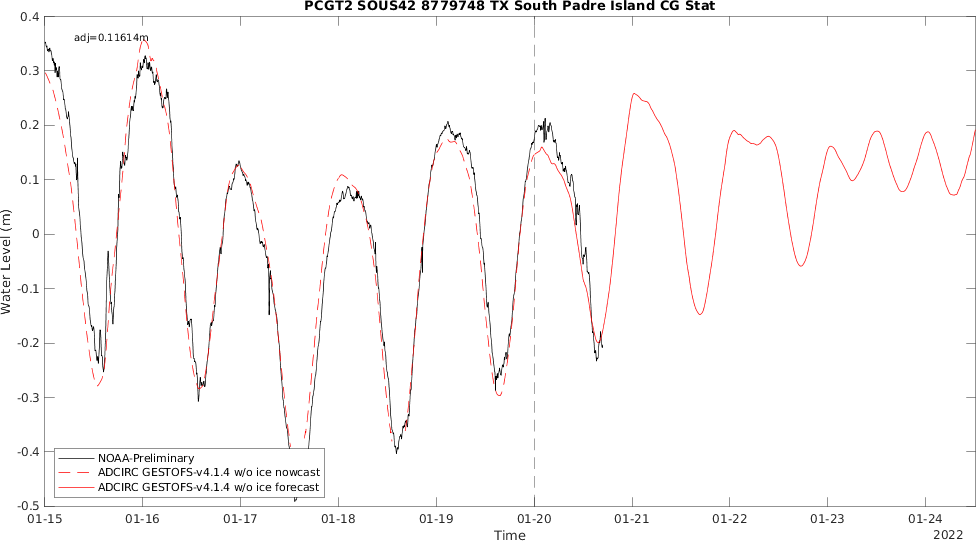 PCGT2 SOUS42 8779748 TX South Padre Island CG Stat
adj=0.11614m
0.4
0.3
0.2
0.1
0
-0.1
-0.2
-0.3
-0.4
-0.5
Water Level (m)
NOAA-Preliminary
ADCIRC GESTOFS-v4.1.4 w/o ice nowcast
ADCIRC GESTOFS-v4.1.4 w/o ice forecast
01-15 01-16 01-17 01-18 01-19 01-20 01-21 01-22 01-23 01-24
Time
2022